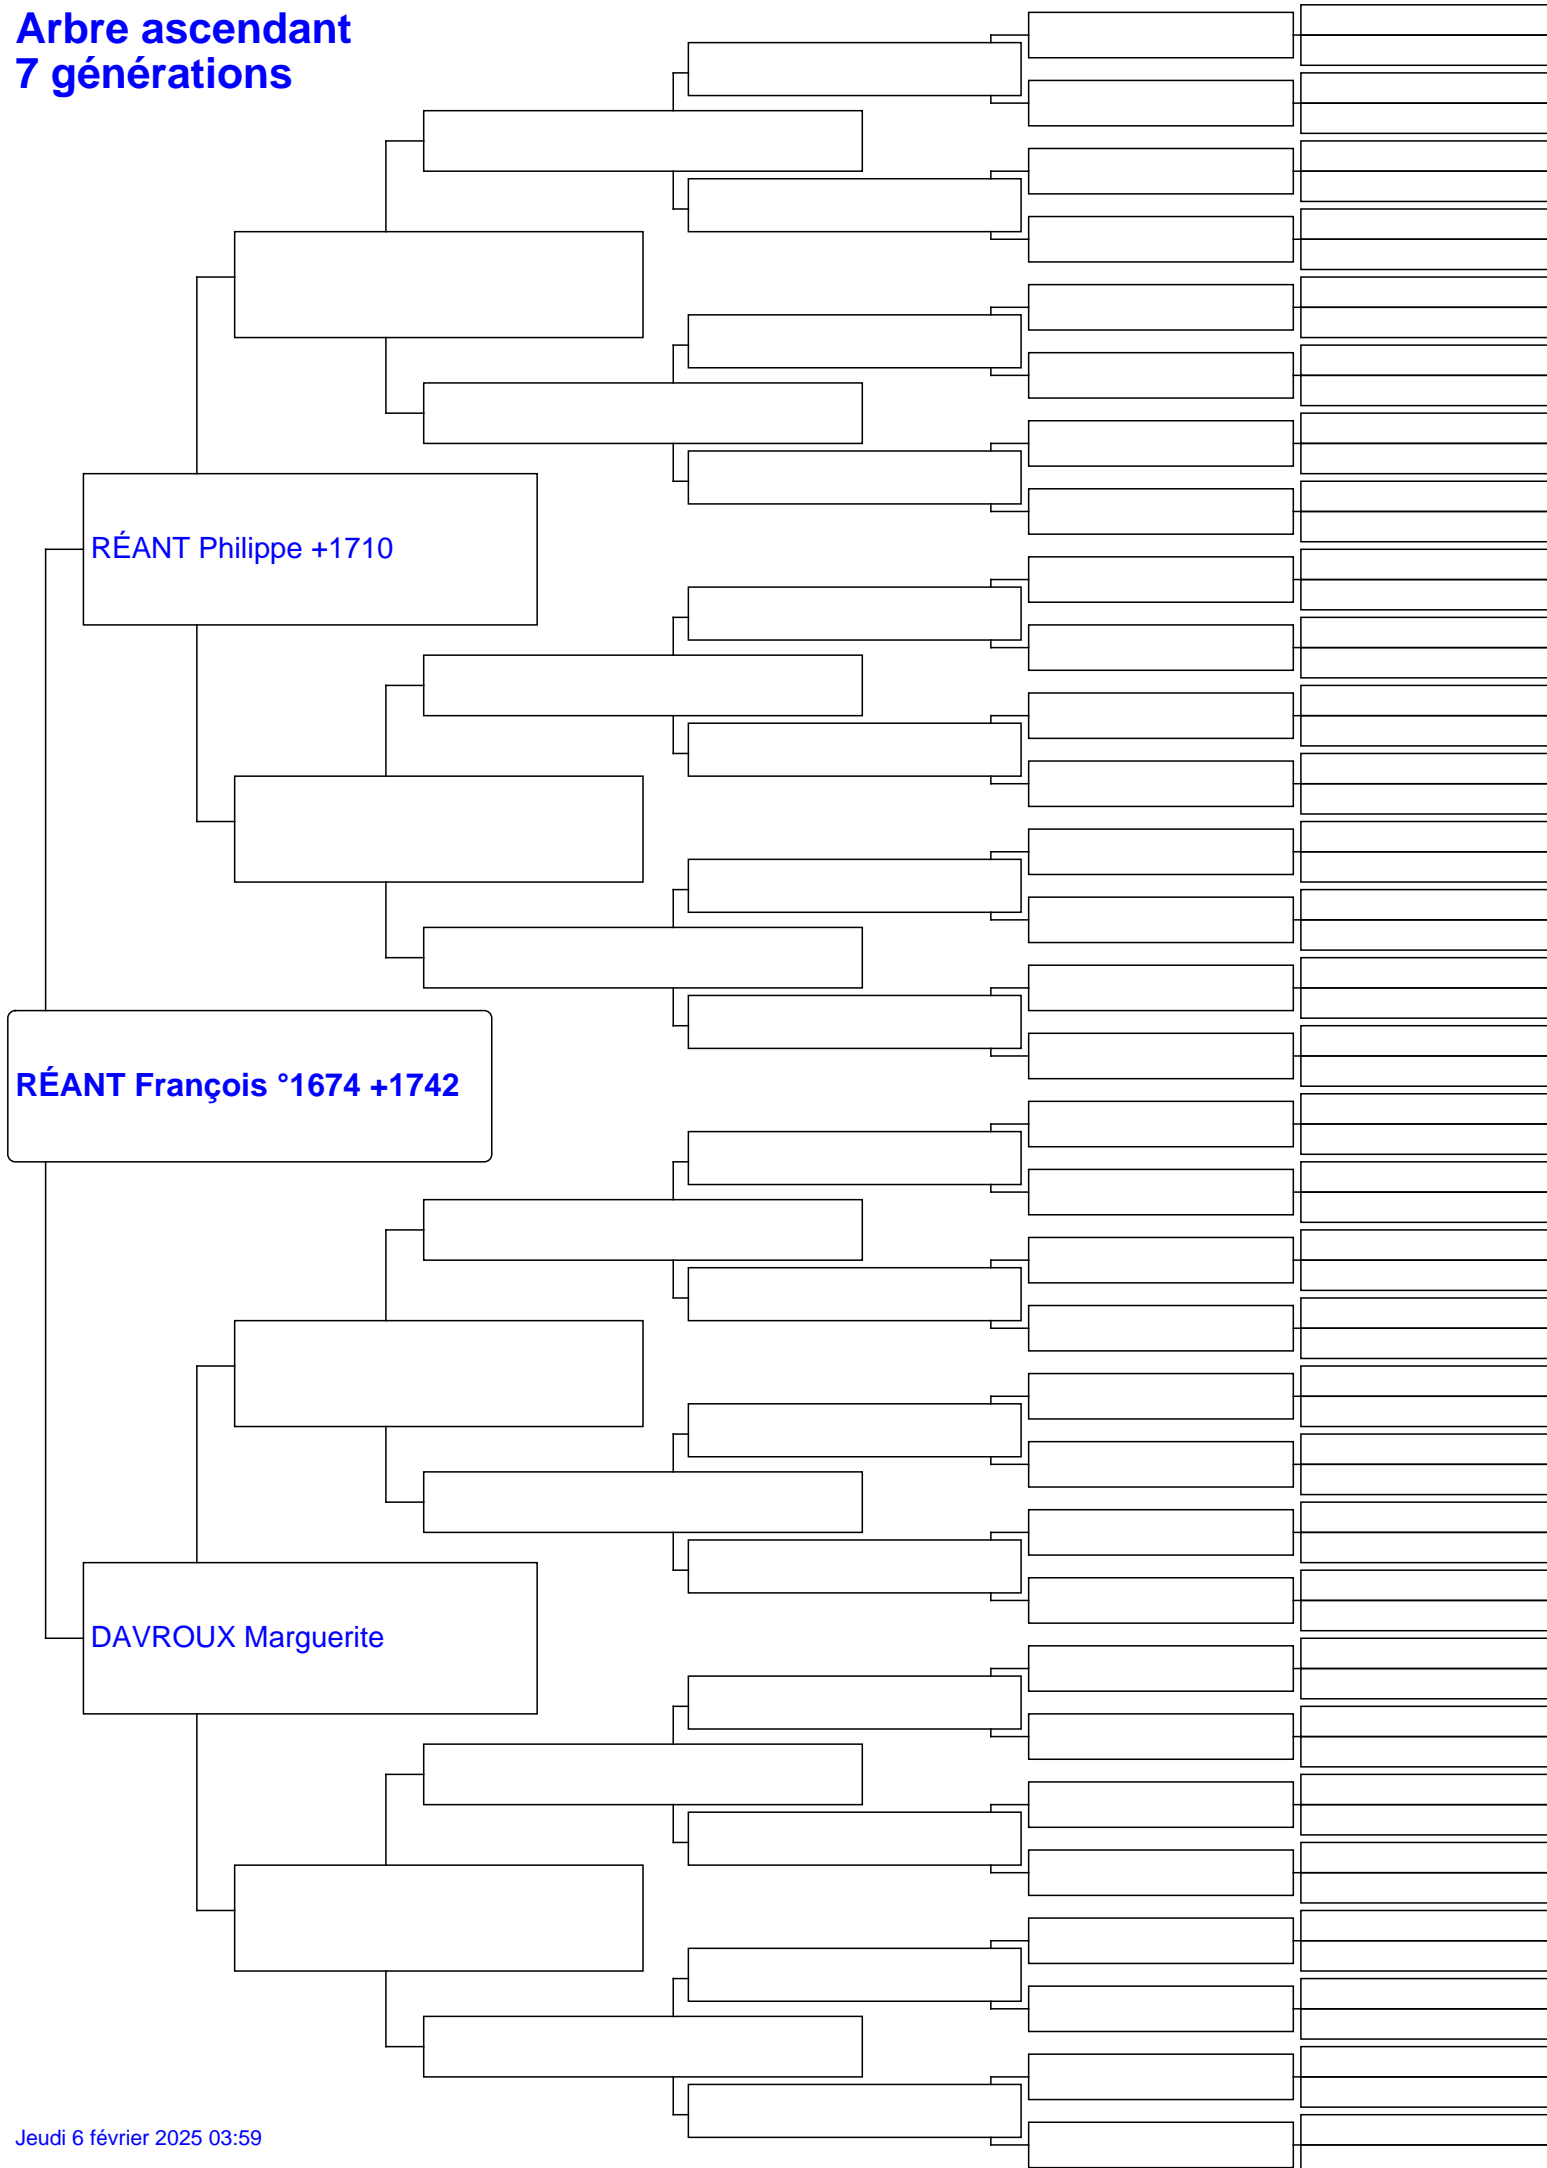 Arbre ascendant
7 générations
RÉANT Philippe +1710
RÉANT François °1674 +1742
DAVROUX Marguerite
Jeudi 6 février 2025 03:59